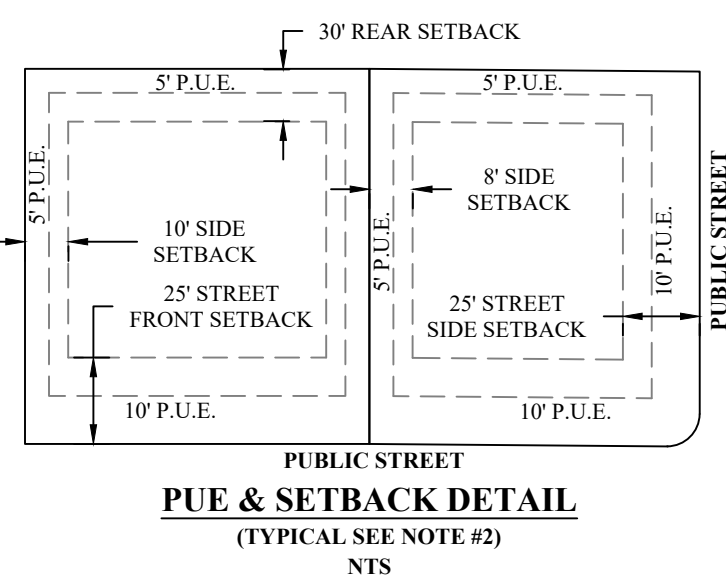 30' REAR SETBACK
5' P.U.E.
5' P.U.E.
5' P.U.E.
10' SIDE
SETBACK
25' STREET
FRONT SETBACK
10' P.U.E.
8' SIDE
SETBACK
5' P.U.E.
25' STREET
SIDE SETBACK
10' P.U.E.
10' P.U.E.
PUBLIC STREET
PUBLIC STREET
PUE & SETBACK DETAIL
(TYPICAL SEE NOTE #2)
NTS